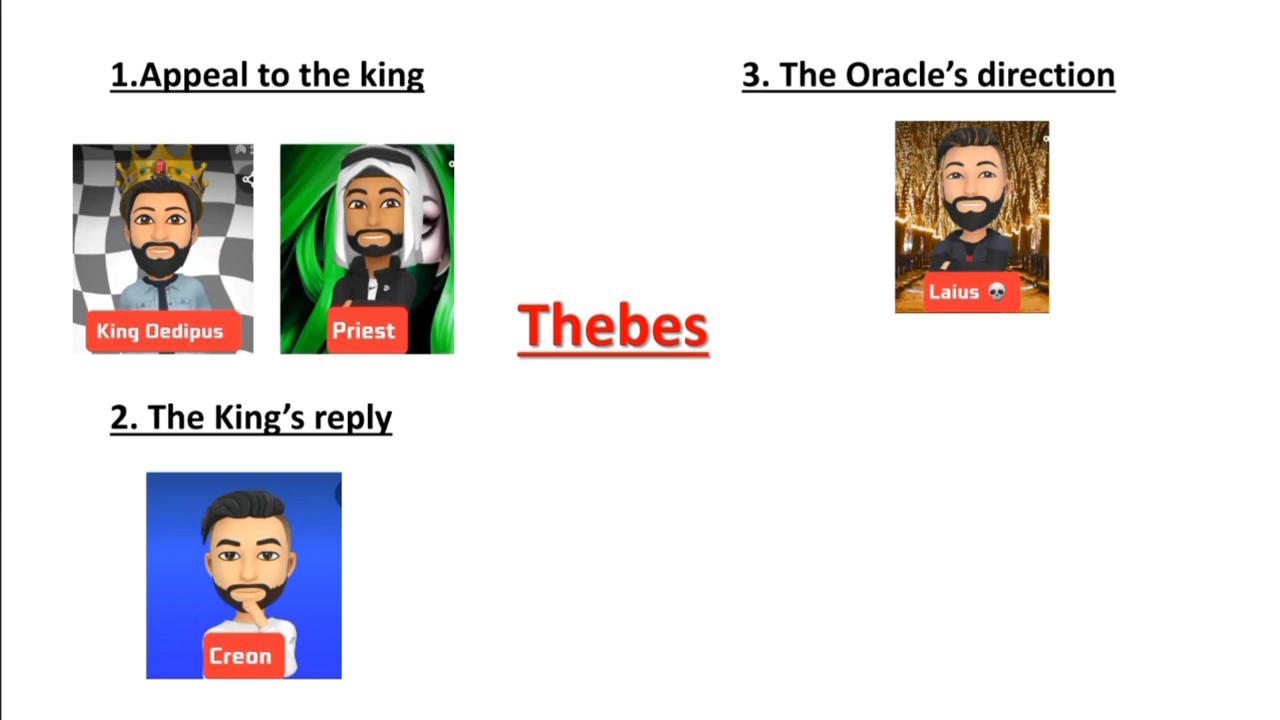 1.Appeal to the king
King Oedipus
Priest
2. The King's reply
Creon
Thebes
3. The Oracle’s direction
Laius 💀